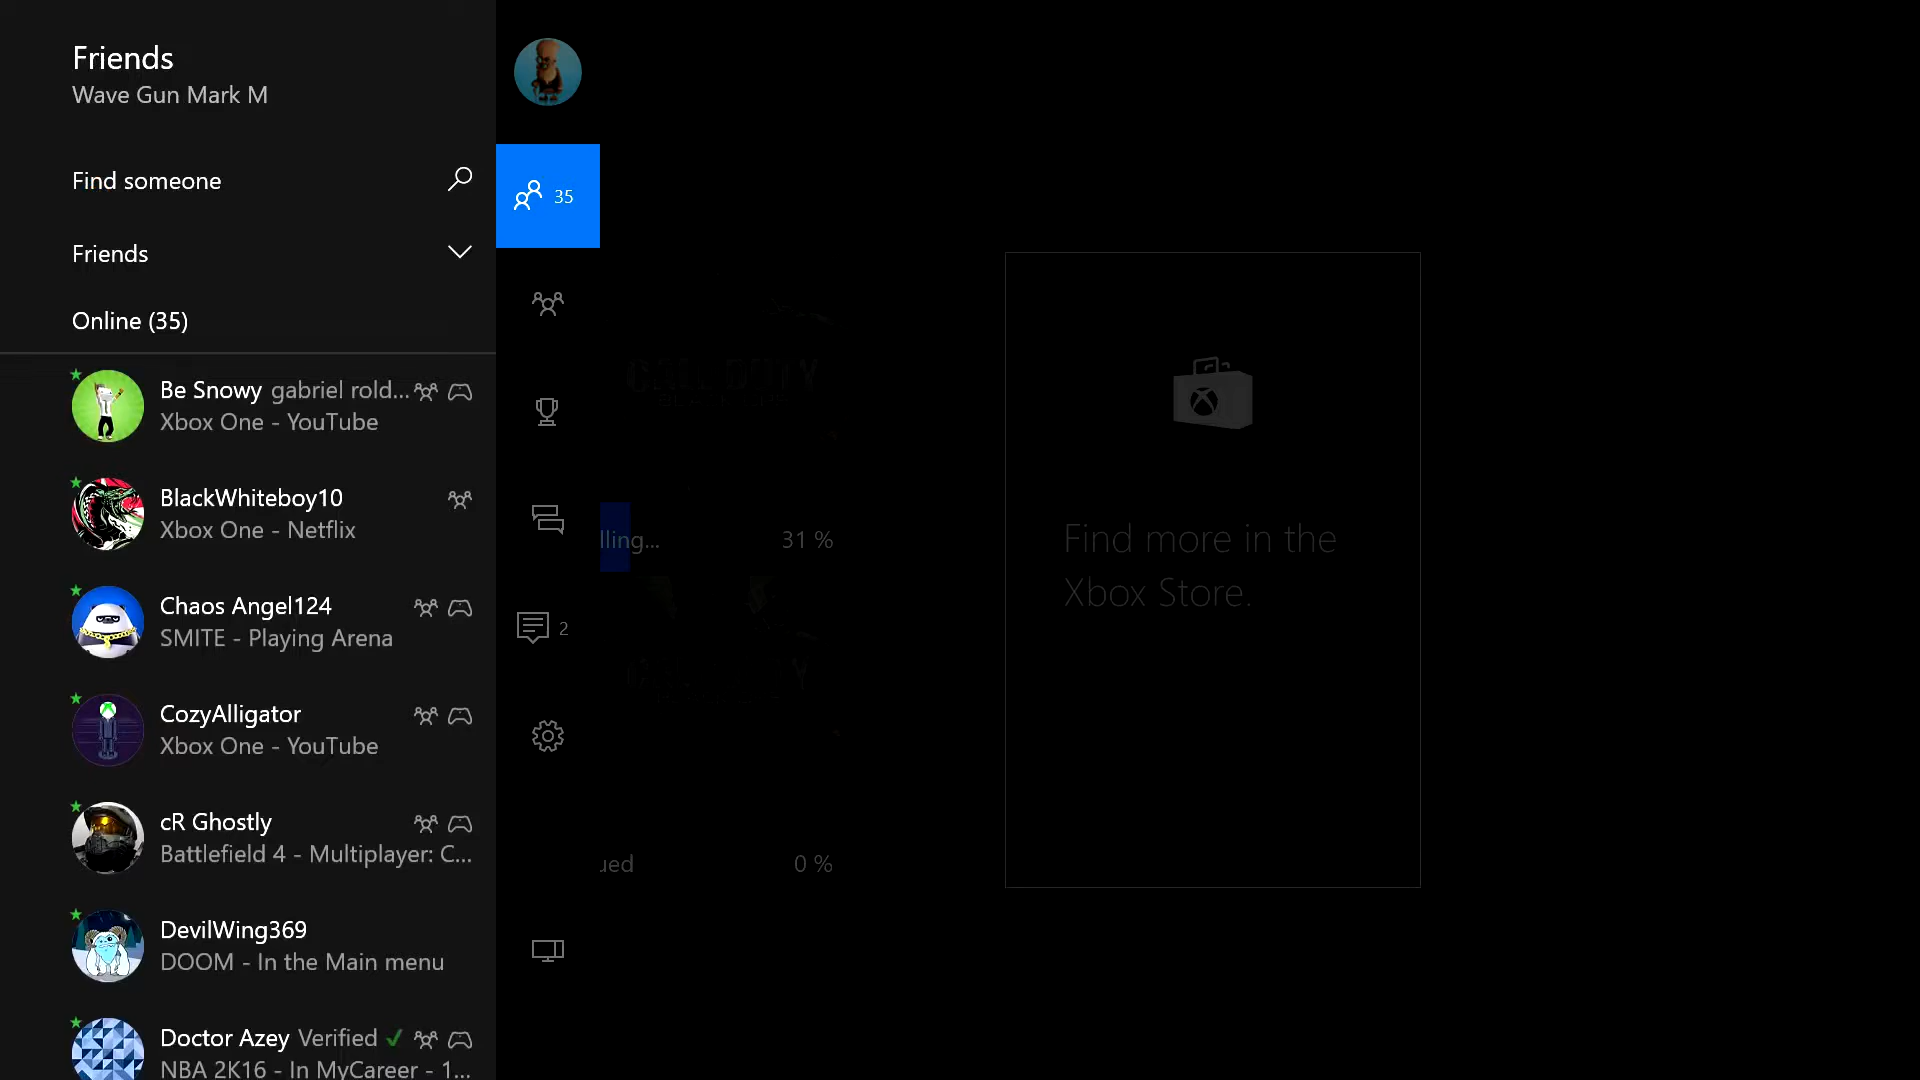 Friends
Wave Gun Mark M
Find someone
Friends
Online (35)
Be Snowy gabriel rold...
Xbox One - YouTube
BlackWhiteboy10
Xbox One - Netflix
Chaos Angel124
SMITE - Playing Arena
CozyAlligator
Xbox One - YouTube
cR Ghostly
Battlefield 4 - Multiplayer: C...
DevilWing369
DOOM - In the Main menu
Doctor Azey Verified
NBA 2K16 - In MyCareer - 1...
35
2
CALL OF DUTY
lling... 31 %
ued 0 %
Find more in the
Xbox Store.